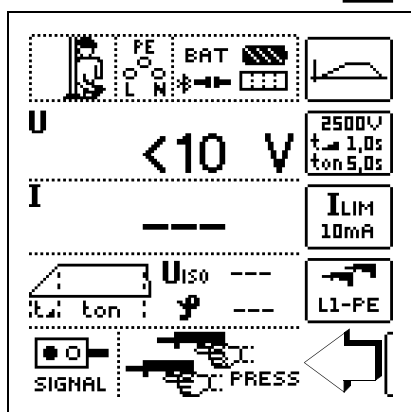 PE
BAT
L N
U
<10 V
2500V
t 1,0s
ton 5,0s
I
---
ILIM
10mA
UISO ---
φ ---
t ton
L1-PE
SIGNAL
PRESS